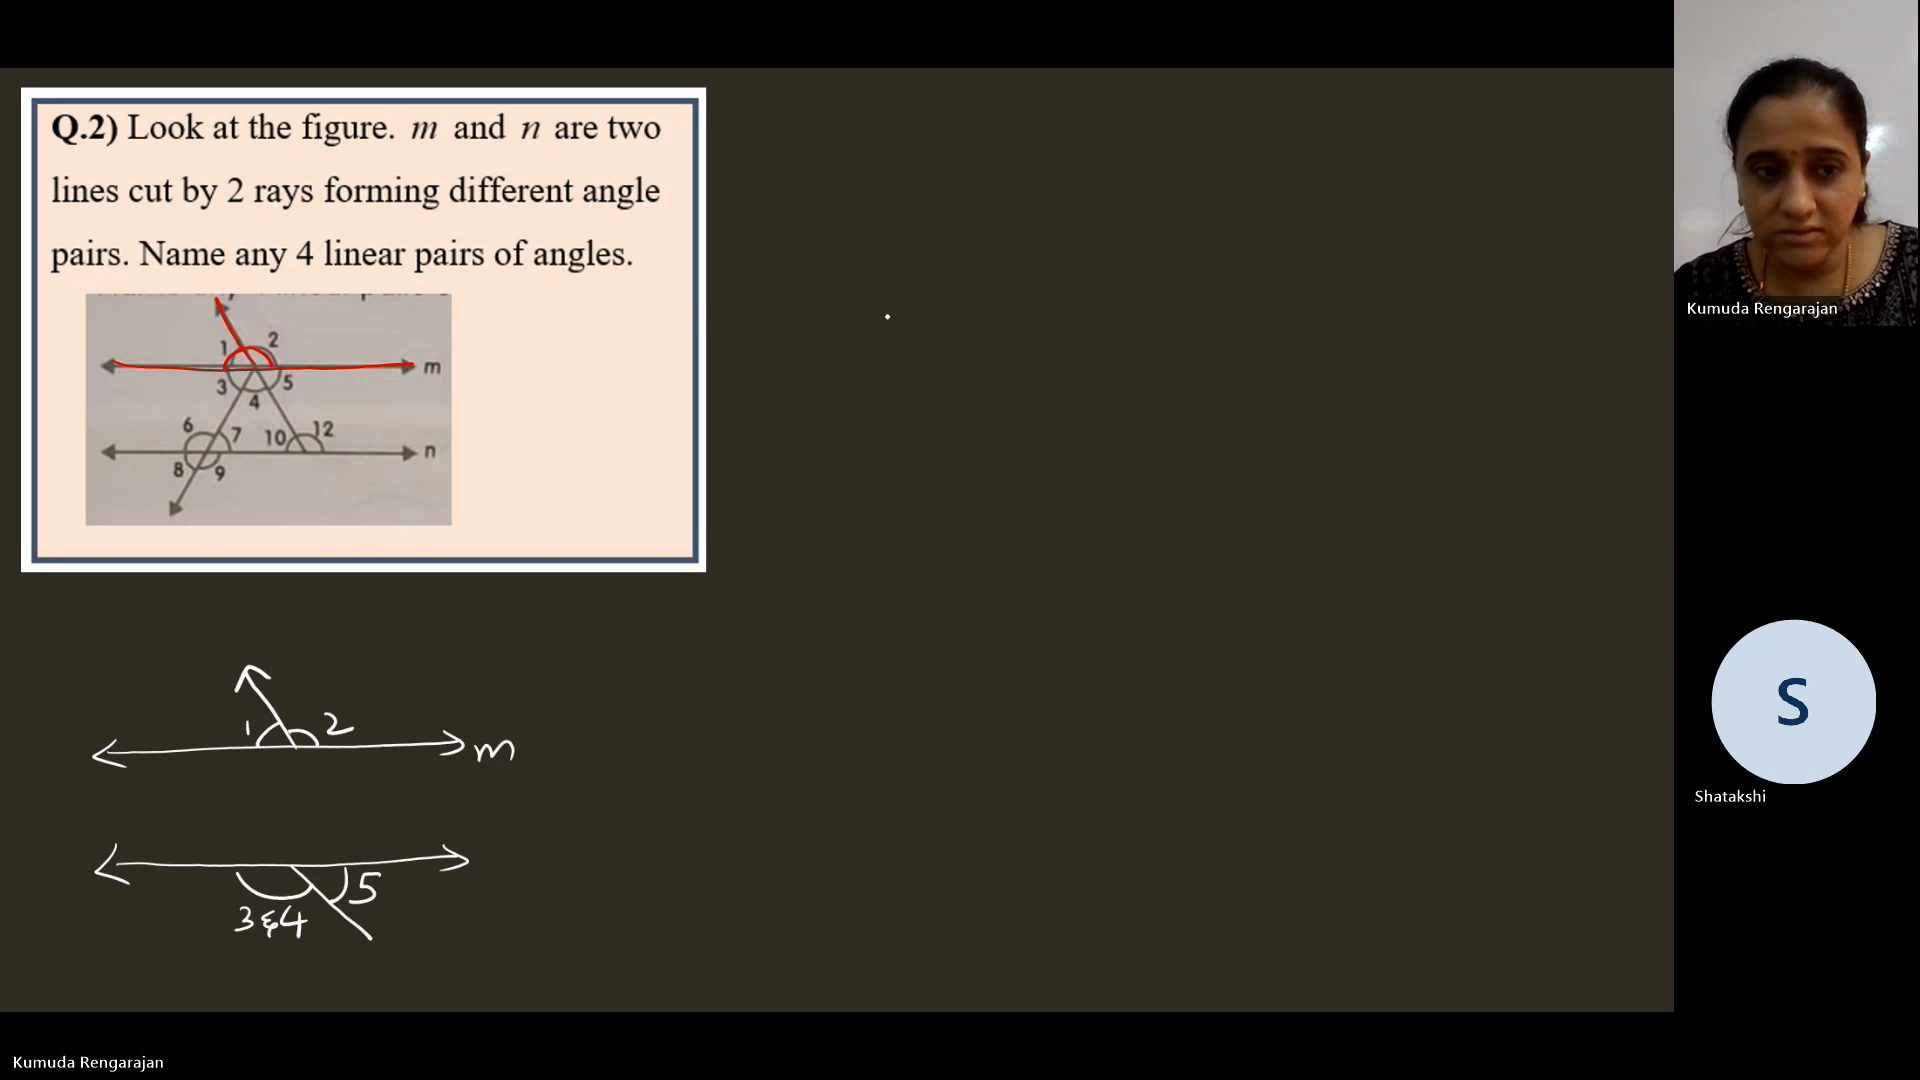 Q.2) Look at the figure. m and n are two
lines cut by 2 rays forming different angle
pairs. Name any 4 linear pairs of angles.
1 2
m
3 5
4
6 7 10 12
n
8 9
1 2
m
5
3&4
Kumuda Rengarajan
S
Shatakshi
Kumuda Rengarajan